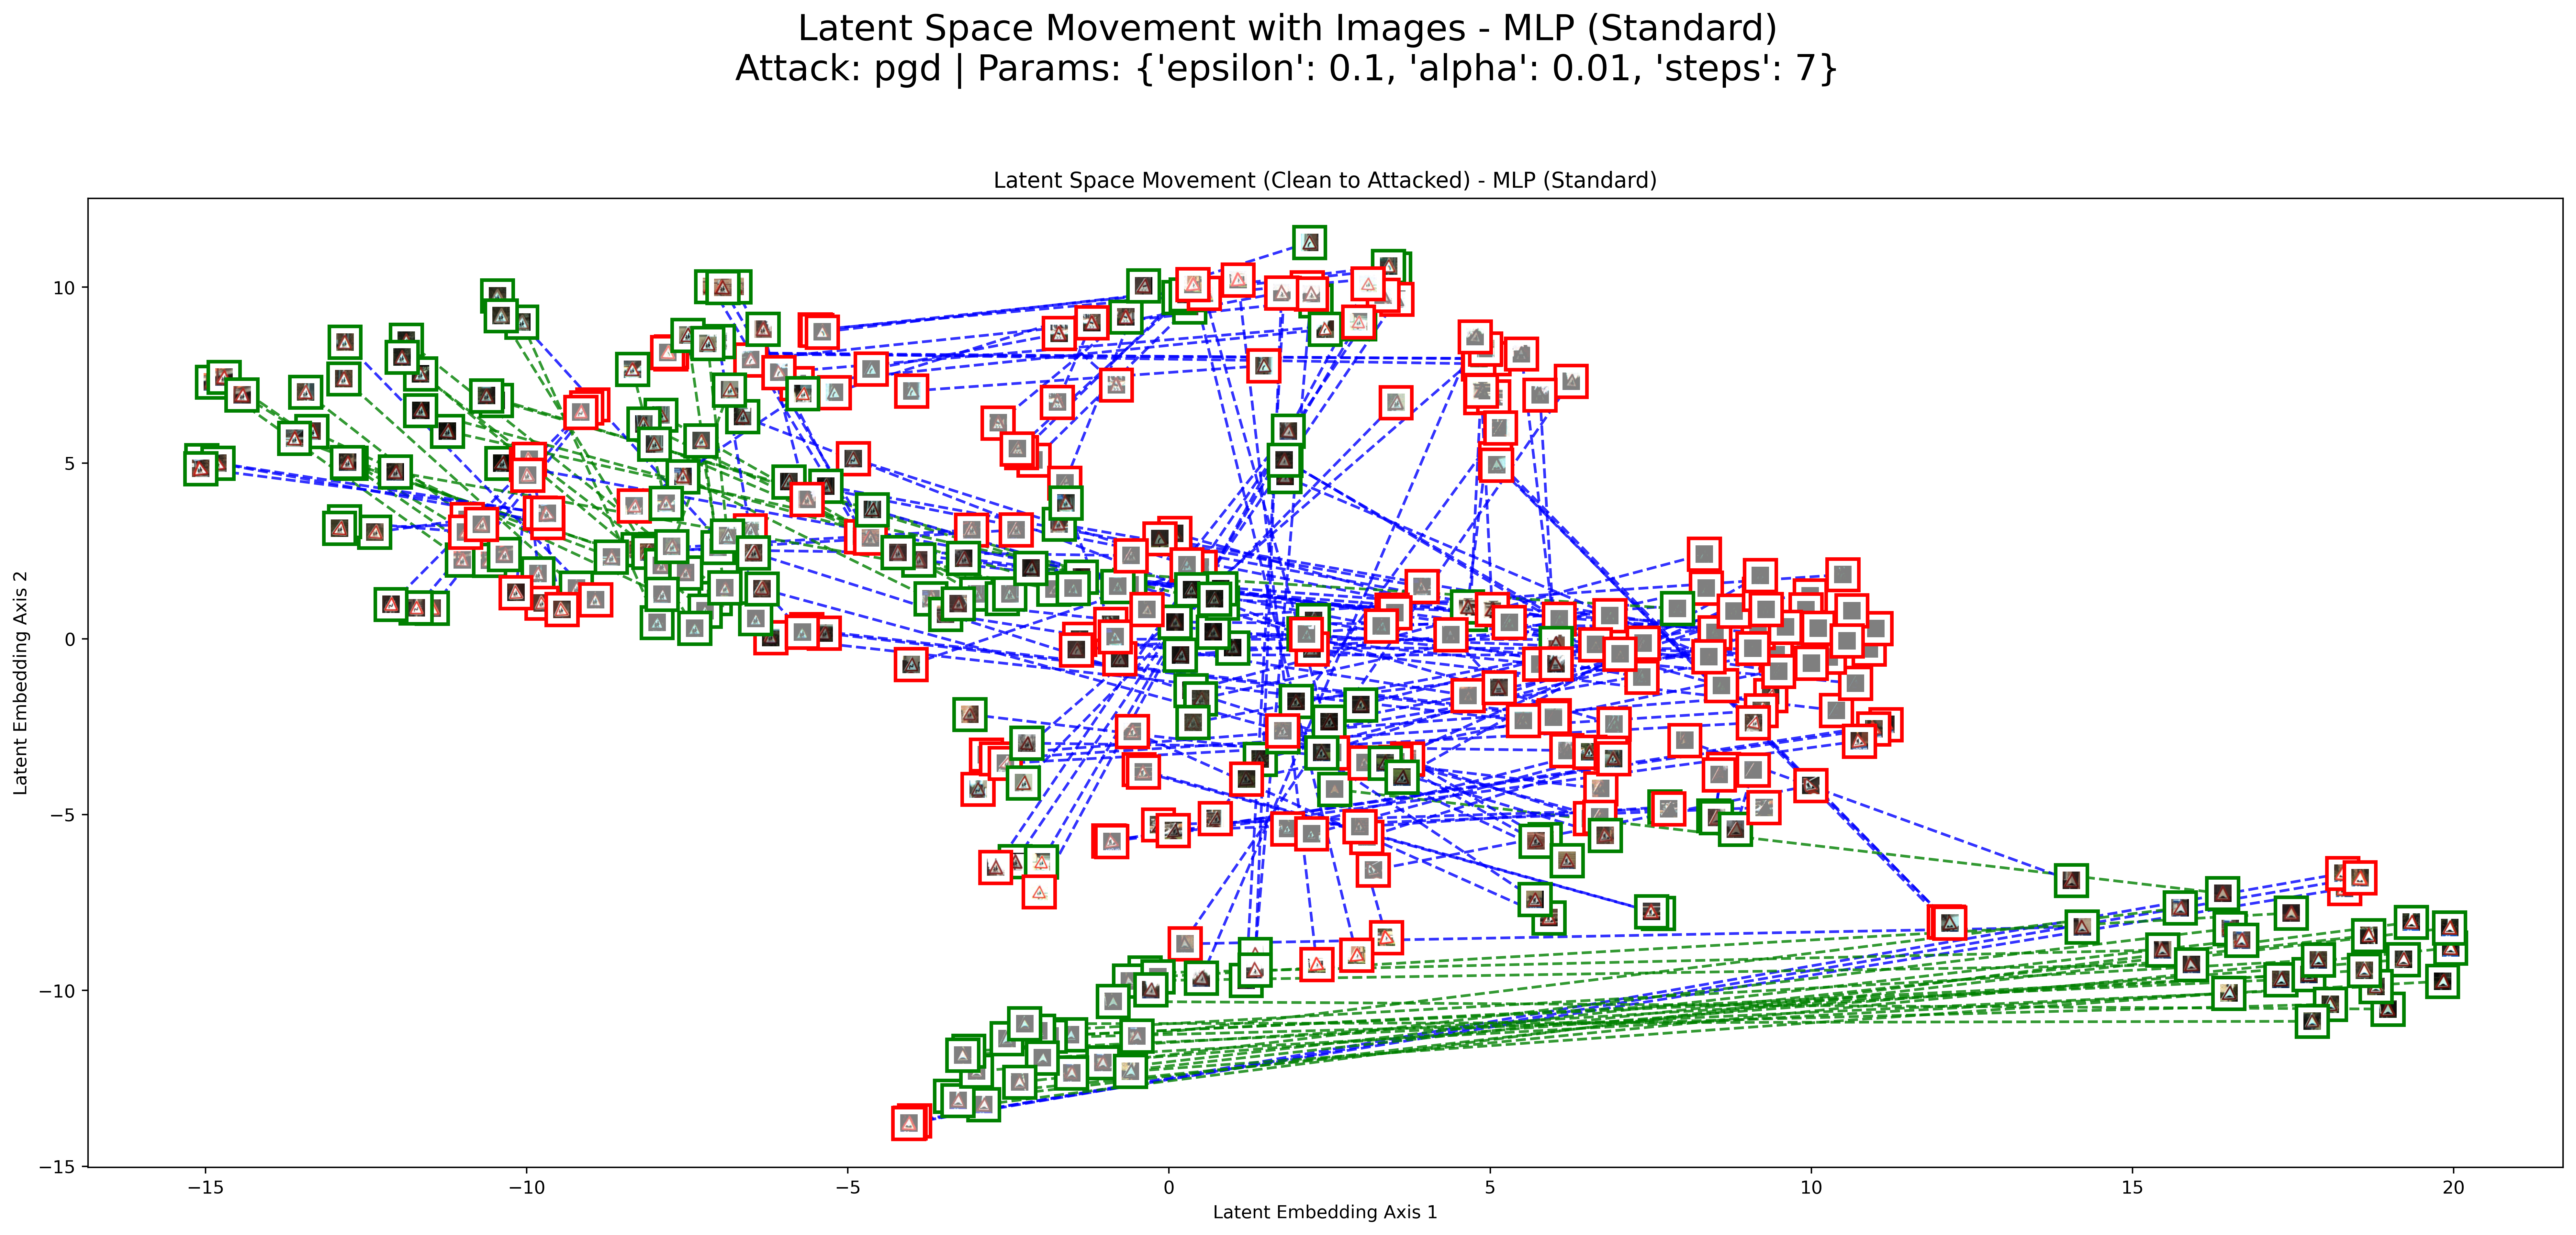 Latent Space Movement with Images - MLP (Standard)
Attack: pgd | Params: {'epsilon': 0.1, 'alpha': 0.01, 'steps': 7}
Latent Space Movement (Clean to Attacked) - MLP (Standard)
10
5
0
−5
−10
−15
Latent Embedding Axis 2
−15 −10 −5 0 5 10 15 20
Latent Embedding Axis 1